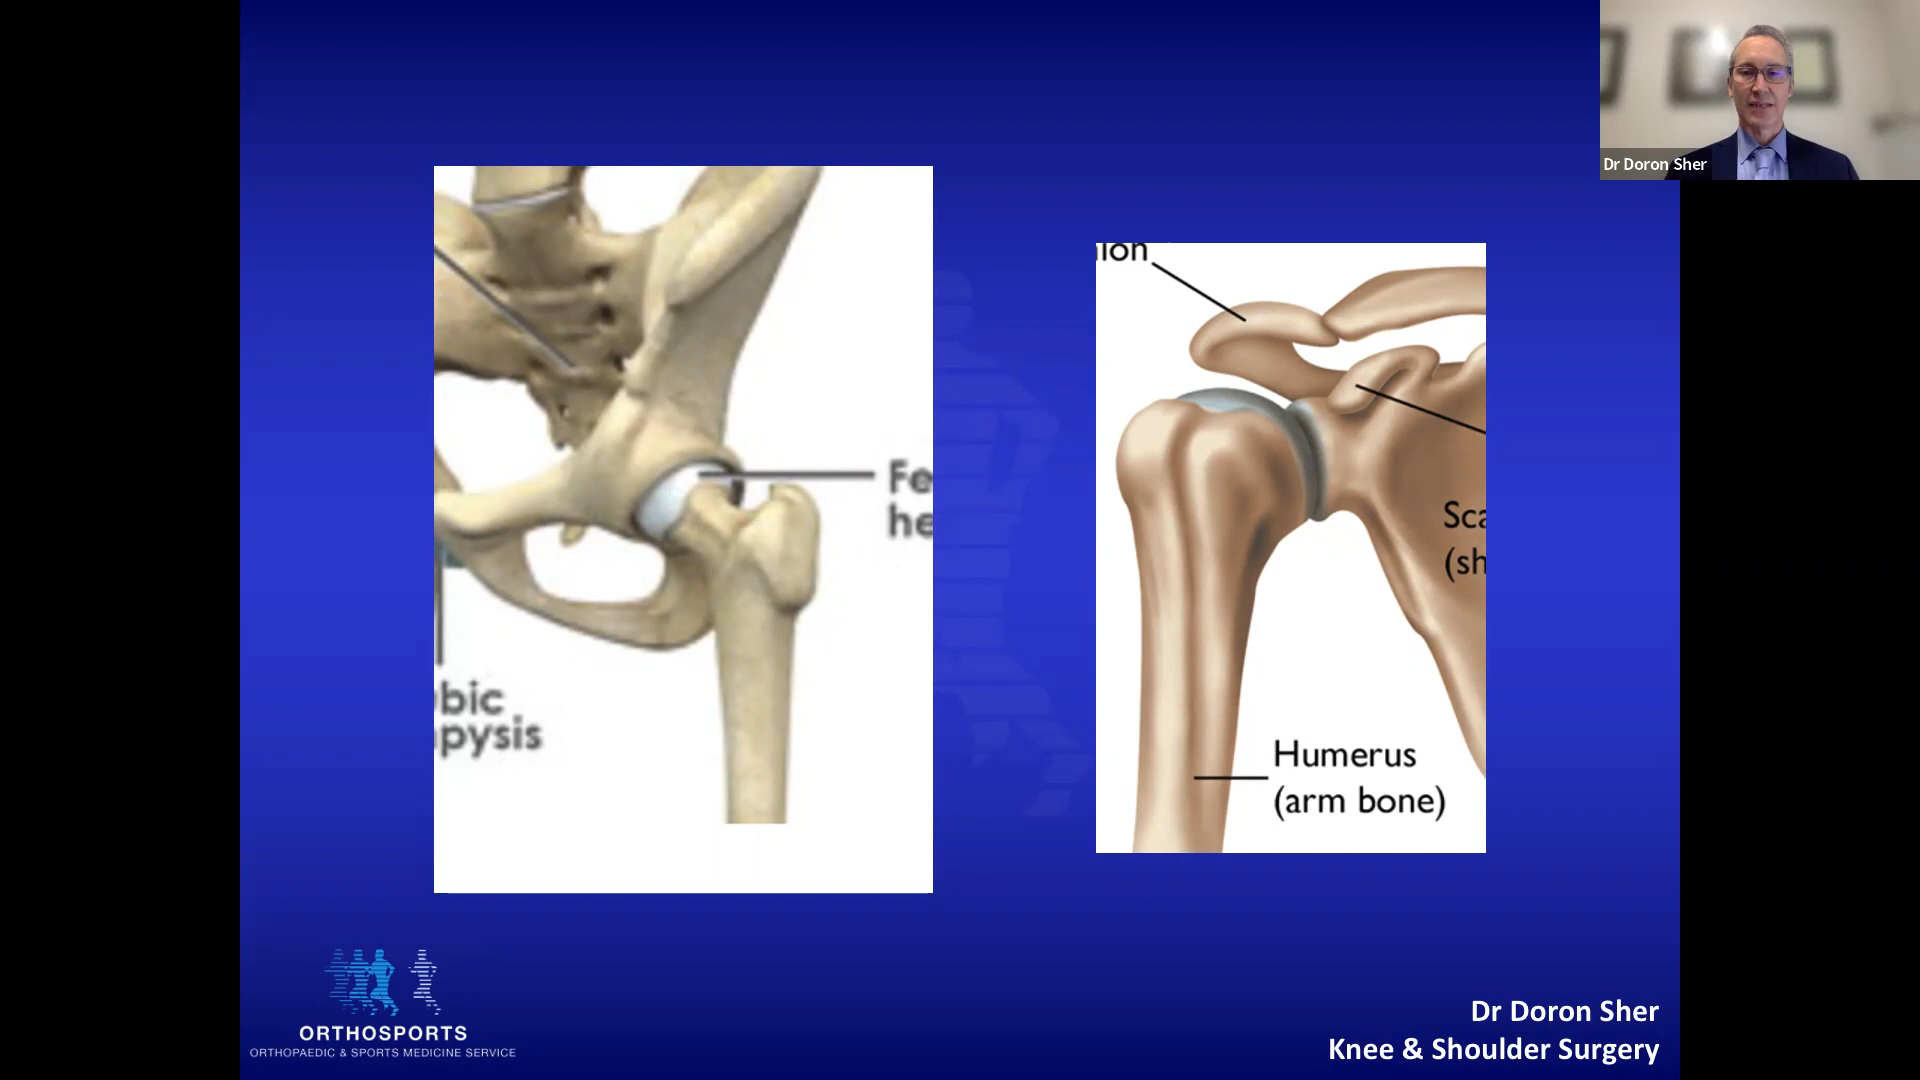 Dr Doron Sher
Fe
he
bic
pysis
ion
Sca
(sh
Humerus
(arm bone)
ORTHOSPORTS
ORTHOPAEDIC & SPORTS MEDICINE SERVICE
Dr Doron Sher
Knee & Shoulder Surgery